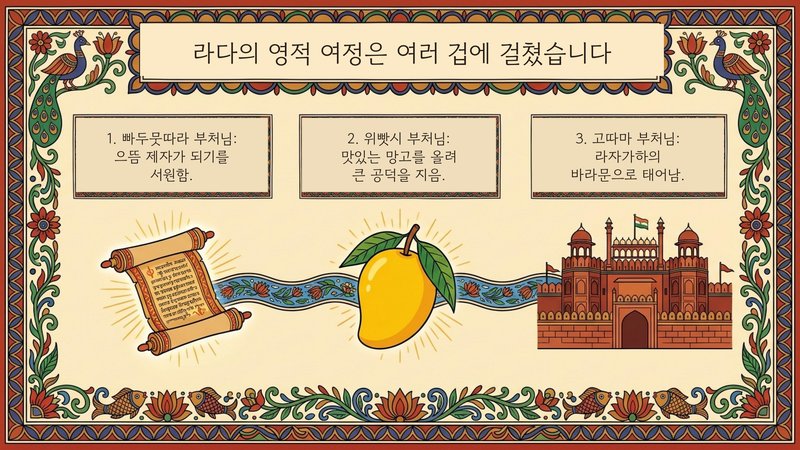 라다의 영적 여정은 여러 겁에 걸쳤습니다
1. 빠두뭇따라 부처님:
으뜸 제자가 되기를
서원함.
2. 위빳시 부처님:
맛있는 망고를 올려
큰 공덕을 지음.
3. 고따마 부처님:
라자가하의
바라문으로 태어남.